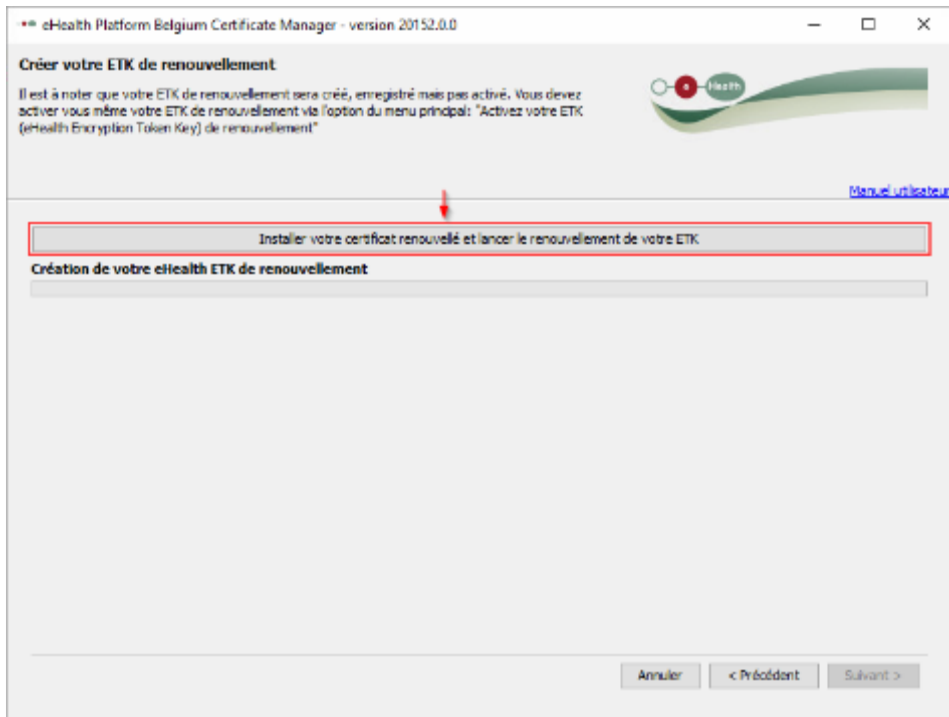 eHealth Platform Belgium Certificate Manager - version 20152.0.0
Créer votre ETK de renouvellement
Il est à noter que votre ETK de renouvellement sera créé, enregistré mais pas activé. Vous devez
activer vous même votre ETK de renouvellement via l'option du menu principal: "Activez votre ETK
(eHealth Encryption Token Key) de renouvellement"
e Health
Manuel utilisateur
Installer votre certificat renouvellé et lancer le renouvellement de votre ETK
Création de votre eHealth ETK de renouvellement
Annuler
< Précédent
Suivant >